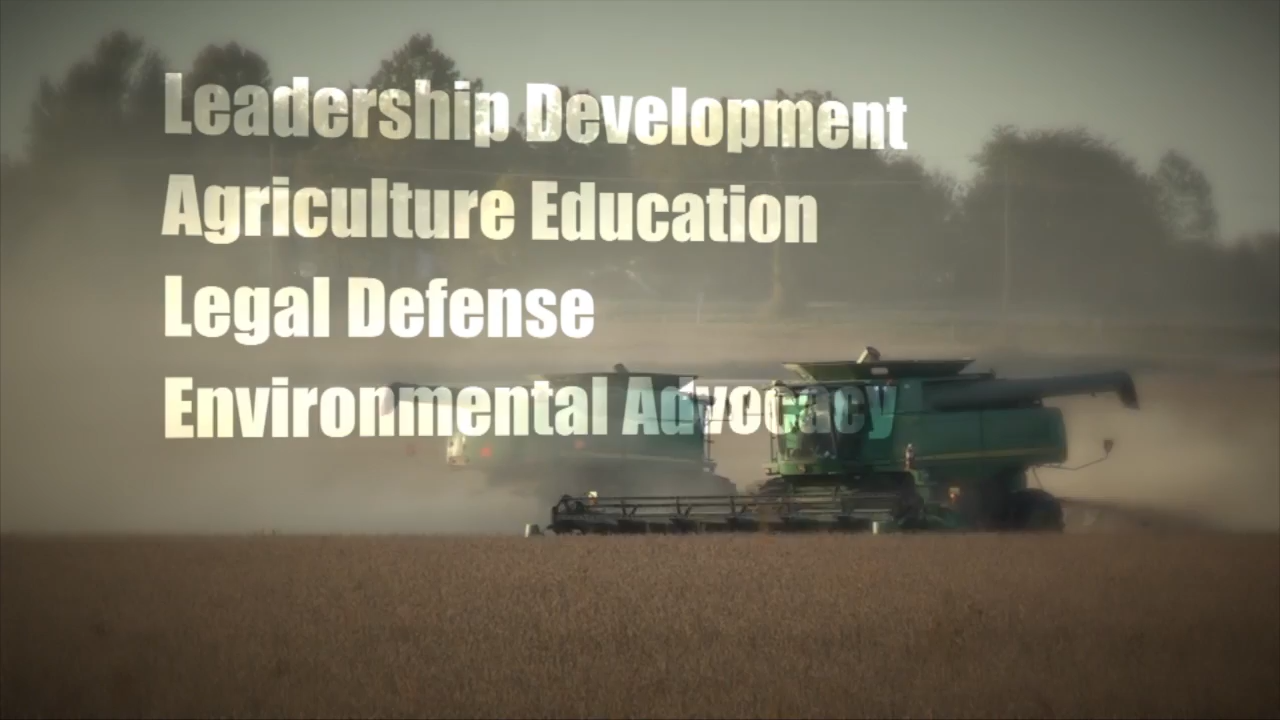 Leadership Development
Agriculture Education
Legal Defense
Environmental Advocacy